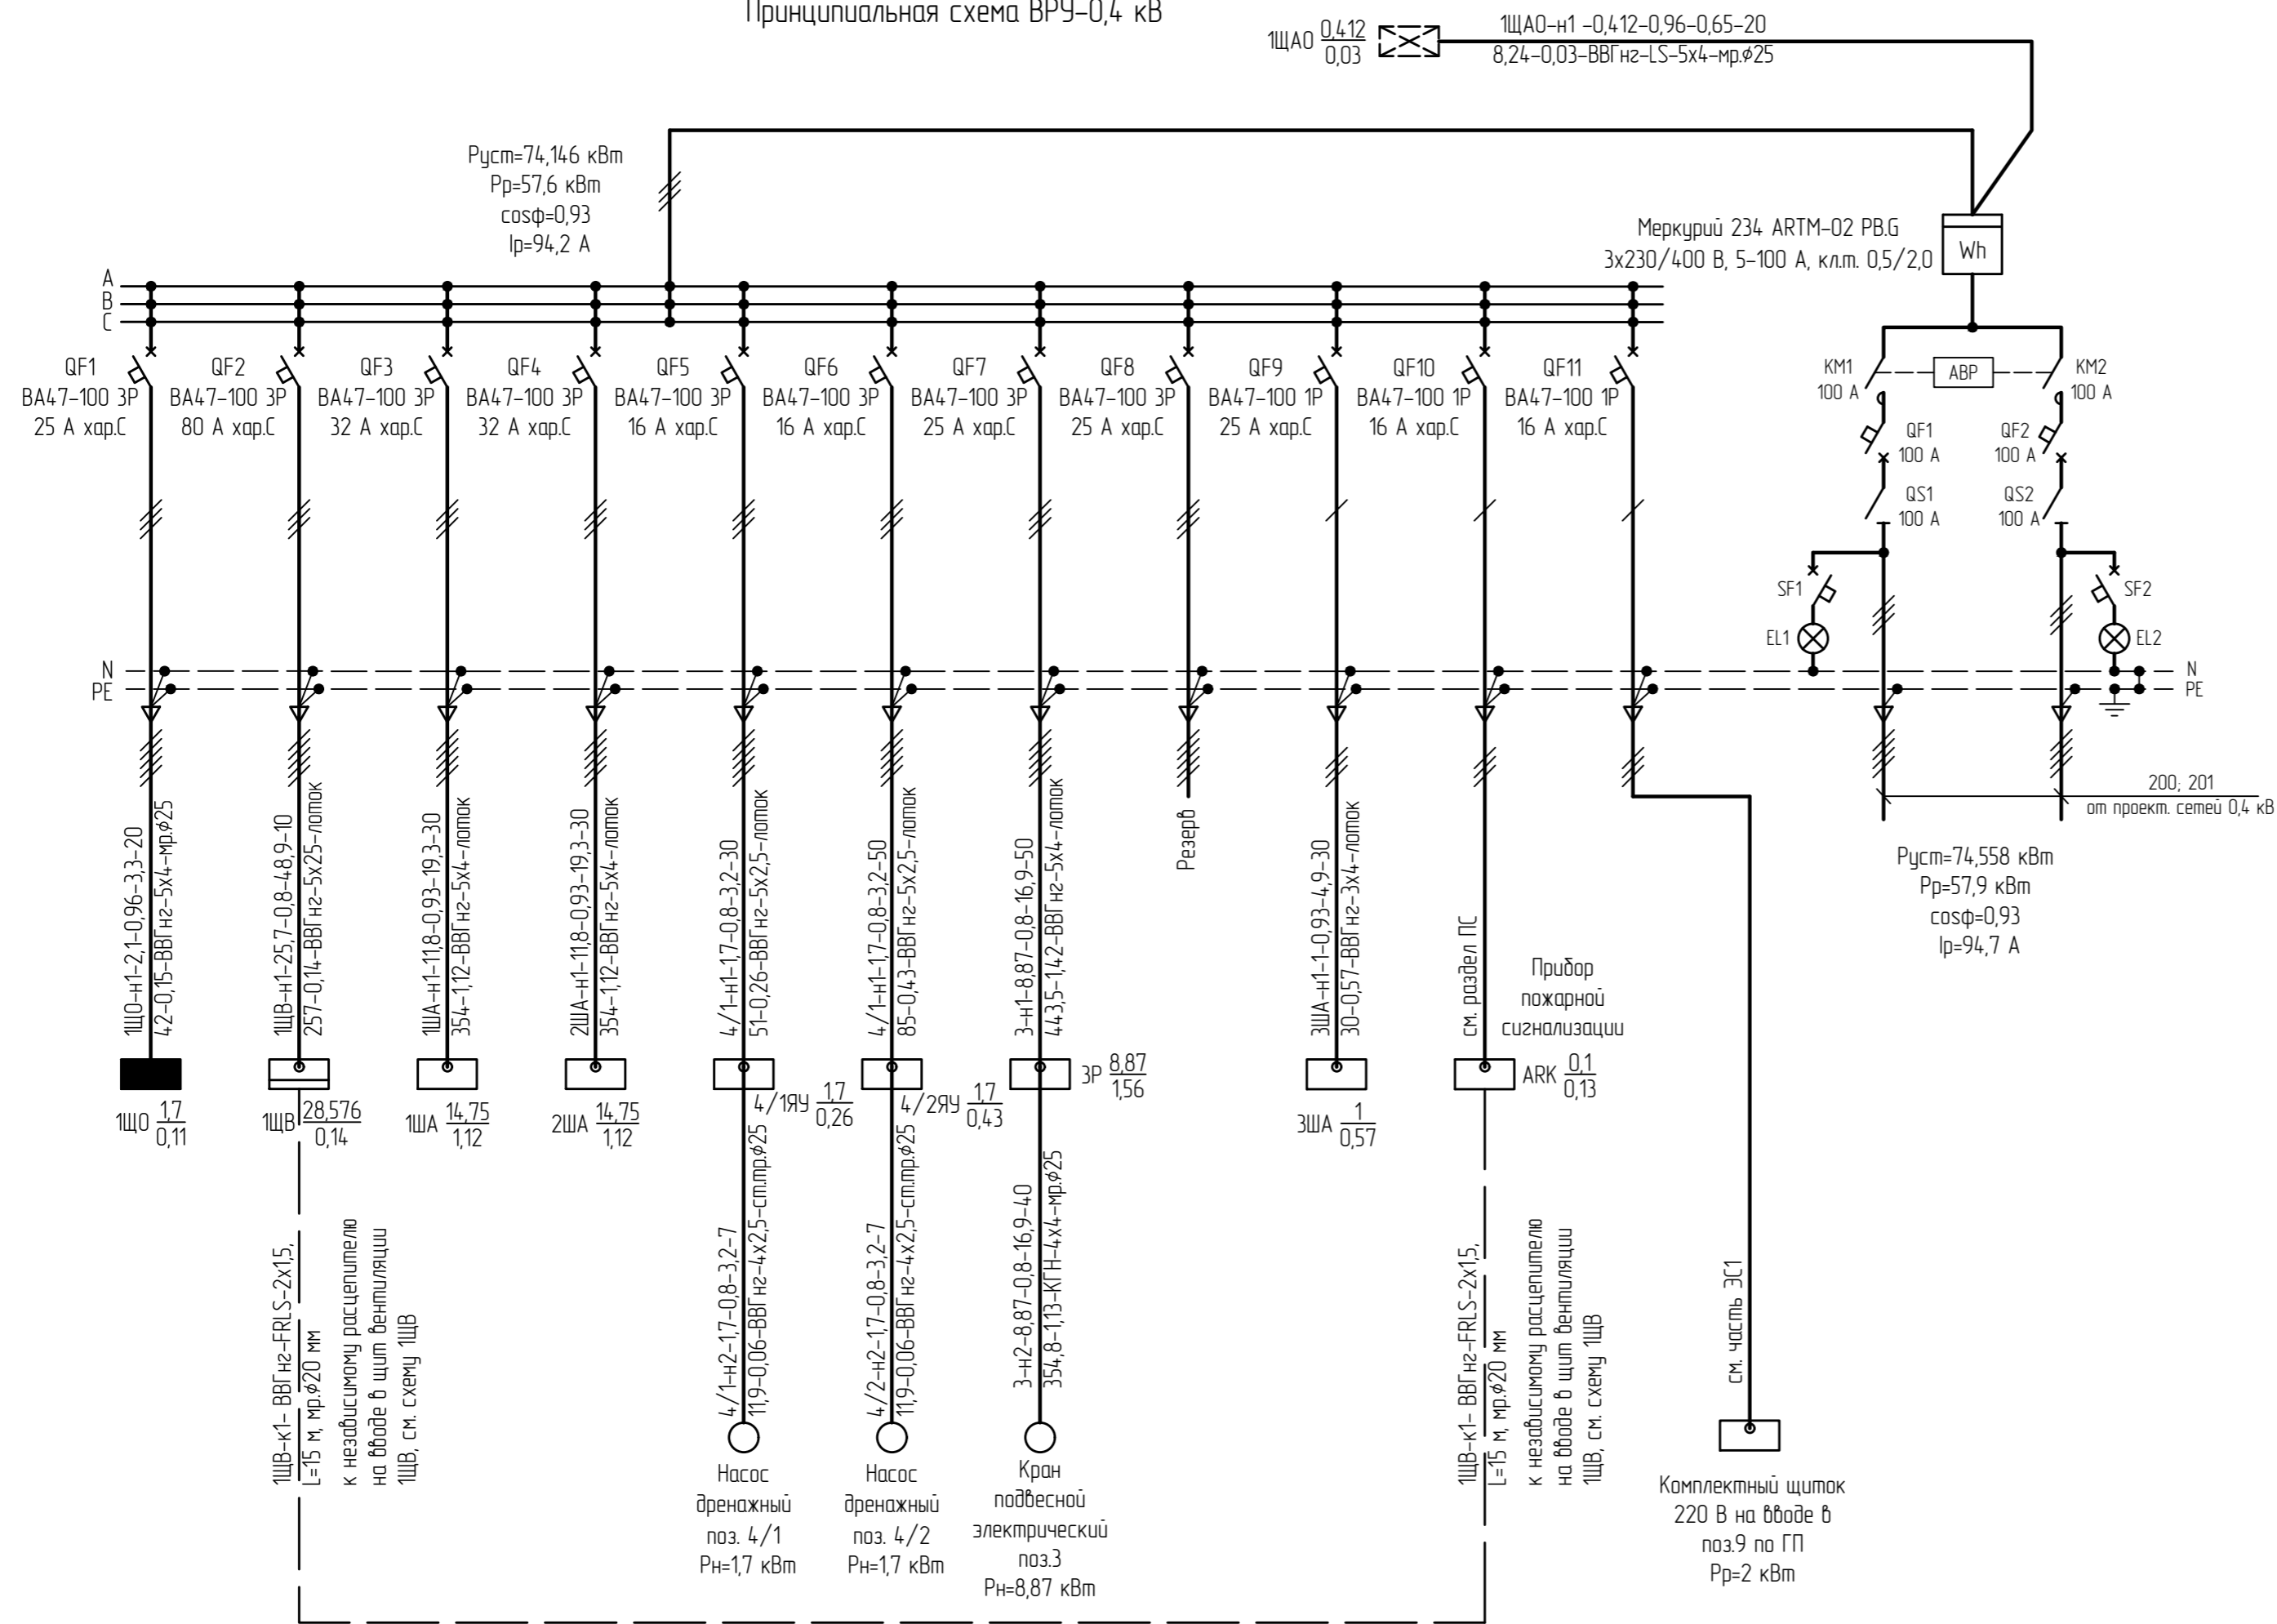 Принципиальная схема ВРУ-0,4 кВ
1ЩАО 0,412
0,03
1ЩАО-н1 -0,412-0,96-0,65-20
8,24-0,03-ВВГнг-LS-5х4-мр.⌀25
Руст=74,146 кВт
Рр=57,6 кВт
cosφ=0,93
Iр=94,2 А
Меркурий 234 ARTM-02 PB.G
3х230/400 В, 5-100 А, кл.т. 0,5/2,0
Wh
A
B
C
QF1
ВА47-100 3Р
25 А хар.С
QF2
ВА47-100 3Р
80 А хар.С
QF3
ВА47-100 3Р
32 А хар.С
QF4
ВА47-100 3Р
32 А хар.С
QF5
ВА47-100 3Р
16 А хар.С
QF6
ВА47-100 3Р
16 А хар.С
QF7
ВА47-100 3Р
25 А хар.С
QF8
ВА47-100 3Р
25 А хар.С
QF9
ВА47-100 1Р
25 А хар.С
QF10
ВА47-100 1Р
16 А хар.С
QF11
ВА47-100 1Р
16 А хар.С
КМ1
100 А
АВР
КМ2
100 А
QF1
100 А
QF2
100 А
QS1
100 А
QS2
100 А
SF1
EL1
SF2
EL2
N
PE
N
PE
200; 201
от проект. сетей 0,4 кВ
Руст=74,558 кВт
Рр=57,9 кВт
cosφ=0,93
Iр=94,7 А
1ЩО-н1-2,1-0,96-3,3-20
42-0,15-ВВГнг-5х4-мр.⌀25
1ЩВ-н1-25,7-0,8-48,9-10
257-0,14-ВВГнг-5х25-лоток
1ША-н1-11,8-0,93-19,3-30
354-1,12-ВВГнг-5х4-лоток
2ША-н1-11,8-0,93-19,3-30
354-1,12-ВВГнг-5х4-лоток
4/1-н1-1,7-0,8-3,2-30
51-0,26-ВВГнг-5х2,5-лоток
4/1-н1-1,7-0,8-3,2-50
85-0,43-ВВГнг-5х2,5-лоток
3-н1-8,87-0,8-16,9-50
443,5-1,42-ВВГнг-5х4-лоток
Резерв
3ША-н1-1-0,93-4,9-30
30-0,57-ВВГнг-3х4-лоток
см. раздел ПС
Прибор
пожарной
сигнализации
1ЩО 1,7
0,11
1ЩВ 28,576
0,14
1ША 14,75
1,12
2ША 14,75
1,12
4/1ЯУ 1,7
0,26
4/2ЯУ 1,7
0,43
3Р 8,87
1,56
3ША 1
0,57
ARK 0,1
0,13
1ЩВ-к1- ВВГнг-FRLS-2х1,5,
L=15 м, мр.⌀20 мм
к независимому расцепителю
на вводе в щит вентиляции
1ЩВ, см. схему 1ЩВ
4/1-н2-1,7-0,8-3,2-7
11,9-0,06-ВВГнг-4х2,5-ст.тр.⌀25
4/2-н2-1,7-0,8-3,2-7
11,9-0,06-ВВГнг-4х2,5-ст.тр.⌀25
3-н2-8,87-0,8-16,9-40
354,8-1,13-КГН-4х4-мр.⌀25
1ЩВ-к1- ВВГнг-FRLS-2х1,5,
L=15 м, мр.⌀20 мм
к независимому расцепителю
на вводе в щит вентиляции
1ЩВ, см. схему 1ЩВ
см. часть ЭС1
Насос
дренажный
поз. 4/1
Рн=1,7 кВт
Насос
дренажный
поз. 4/2
Рн=1,7 кВт
Кран
подвесной
электрический
поз.3
Рн=8,87 кВт
Комплектный щиток
220 В на вводе в
поз.9 по ГП
Рр=2 кВт